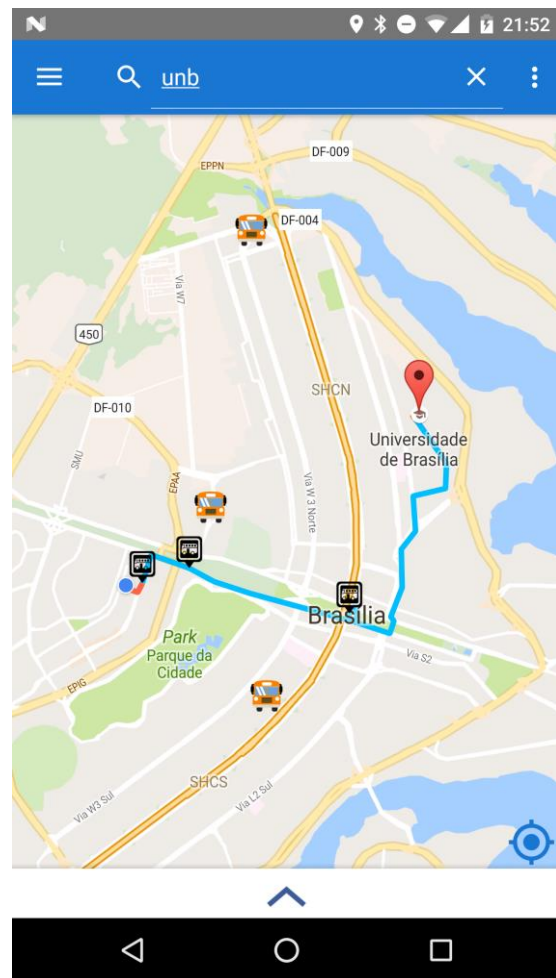 21:52
unb
DF-009
EPPN
DF-004
Via W7
450
SHCN
DF-010
Universidade
de Brasília
SMU
EPAA
Via W 3 Norte
Brasília
Park
Parque da
Cidade
Via S2
EPIG
SHCS
Via W3 Sul
Via L2 Sul